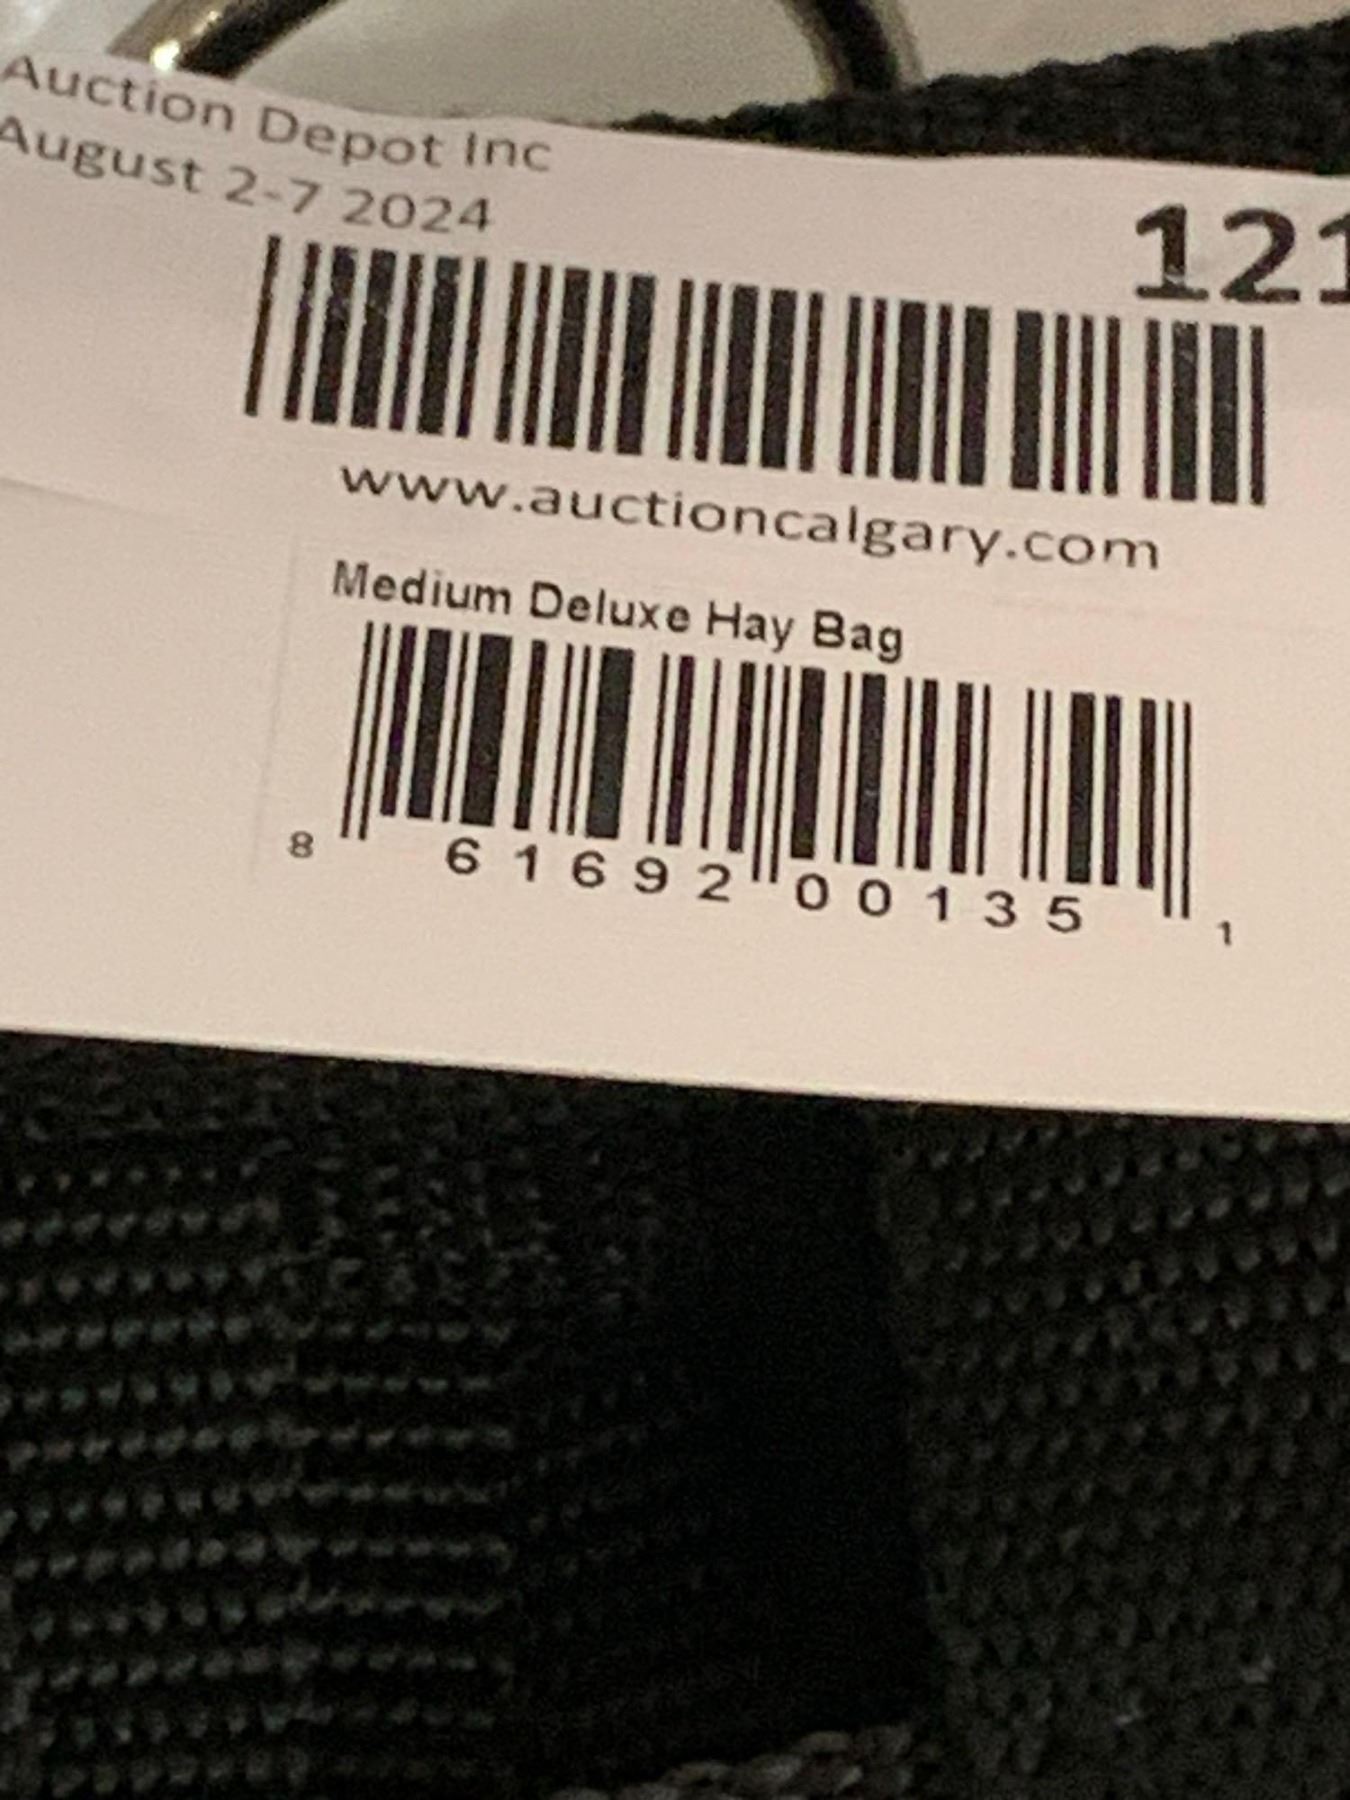 Auction Depot Inc
August 2-7 2024
121
www.auctioncalgary.com
Medium Deluxe Hay Bag
8 61692 00135 1